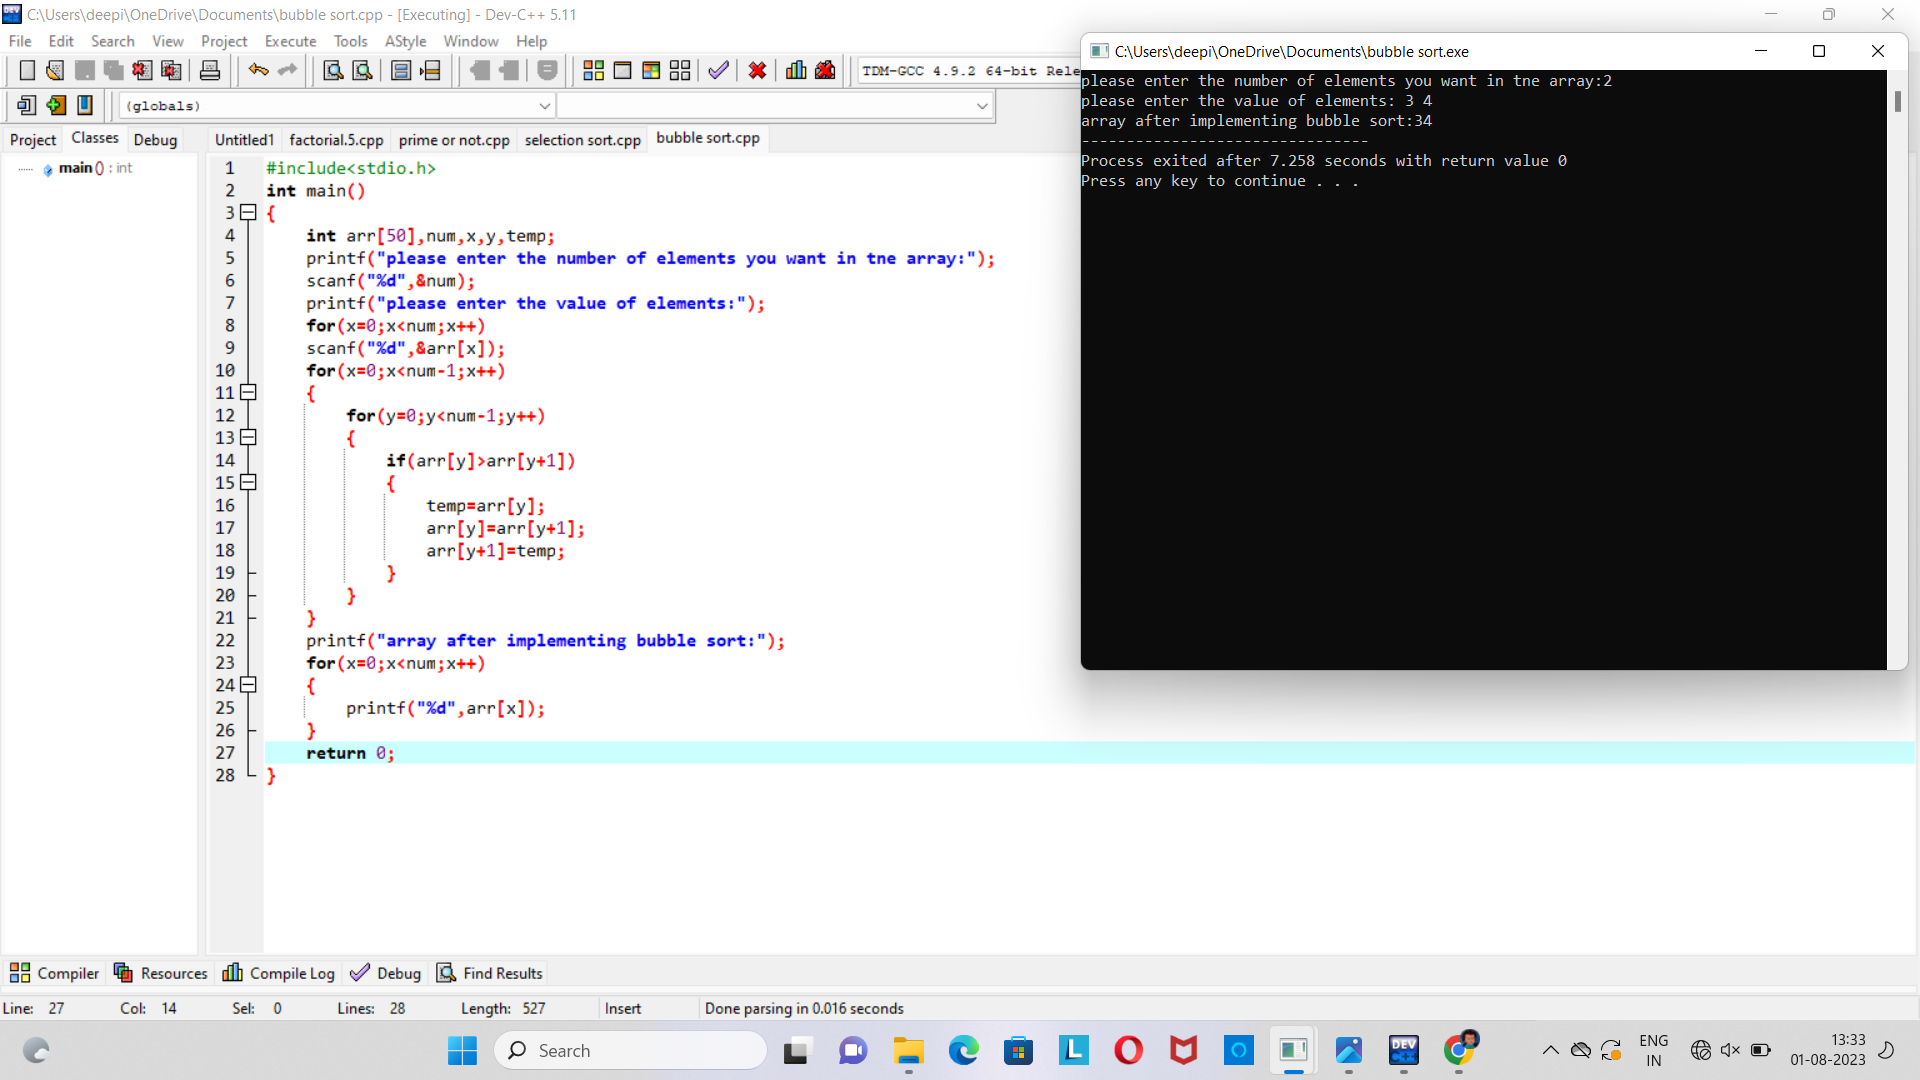 C:\Users\deepi\OneDrive\Documents\bubble sort.cpp - [Executing] - Dev-C++ 5.11
File Edit Search View Project Execute Tools AStyle Window Help
TDM-GCC 4.9.2 64-bit Rele
(globals)
Project Classes Debug
Untitled1 factorial.5.cpp prime or not.cpp selection sort.cpp bubble sort.cpp
main () : int
1 #include<stdio.h>
2 int main()
3 {
4 int arr[50],num,x,y,temp;
5 printf("please enter the number of elements you want in tne array:");
6 scanf("%d",&num);
7 printf("please enter the value of elements:");
8 for(x=0;x<num;x++)
9 scanf("%d",&arr[x]);
10 for(x=0;x<num-1;x++)
11 {
12 for(y=0;y<num-1;y++)
13 {
14 if(arr[y]>arr[y+1])
15 {
16 temp=arr[y];
17 arr[y]=arr[y+1];
18 arr[y+1]=temp;
19 }
20 }
21 }
22 printf("array after implementing bubble sort:");
23 for(x=0;x<num;x++)
24 {
25 printf("%d",arr[x]);
26 }
27 return 0;
28 }
C:\Users\deepi\OneDrive\Documents\bubble sort.exe
please enter the number of elements you want in tne array:2
please enter the value of elements: 3 4
array after implementing bubble sort:34
--------------------------------
Process exited after 7.258 seconds with return value 0
Press any key to continue . . .
Compiler Resources Compile Log Debug Find Results
Line: 27 Col: 14 Sel: 0 Lines: 28 Length: 527 Insert Done parsing in 0.016 seconds
Search
L
DEV
C++
ENG
IN
13:33
01-08-2023